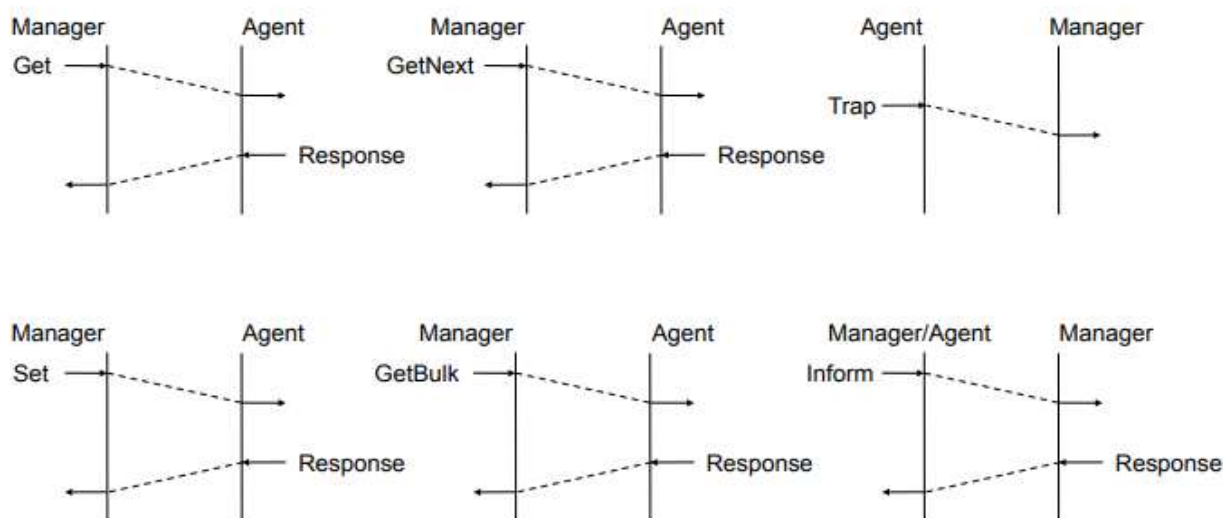 Manager Agent Manager Agent Agent Manager
Get GetNext
Trap
Response Response
Manager Agent Manager Agent Manager/Agent Manager
Set GetBulk Inform
Response Response Response